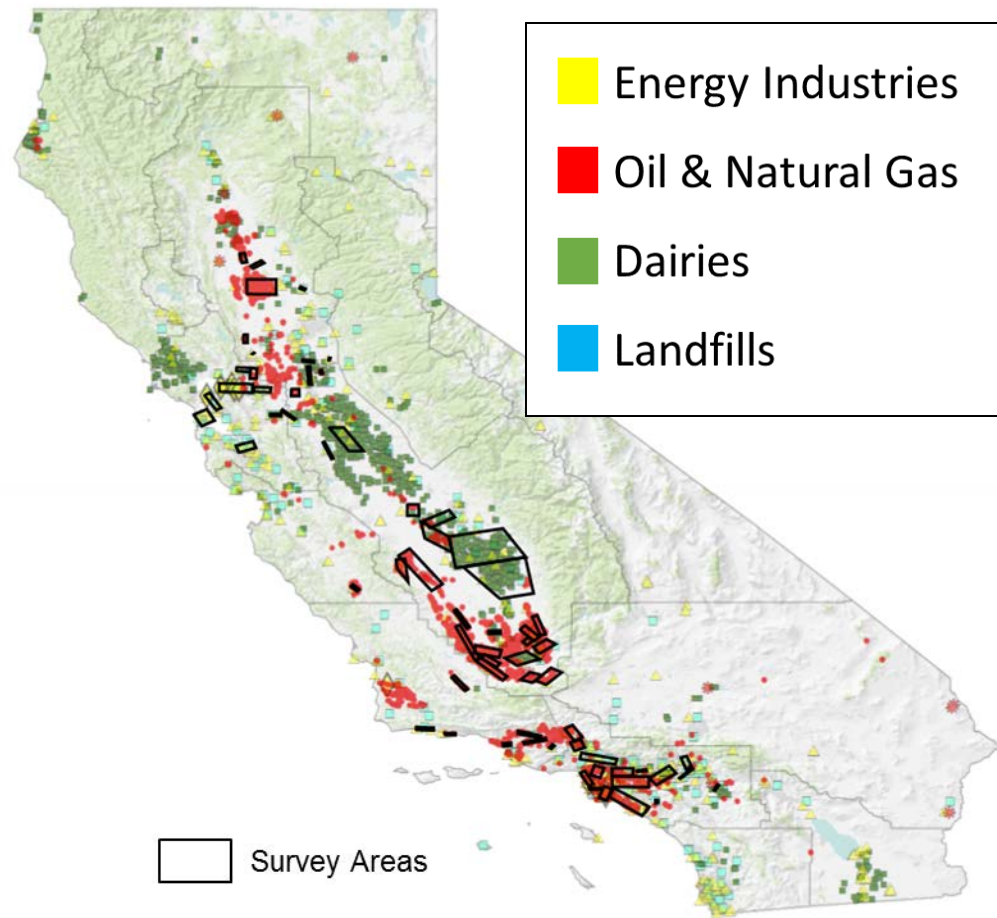 Energy Industries
Oil & Natural Gas
Dairies
Landfills
Survey Areas